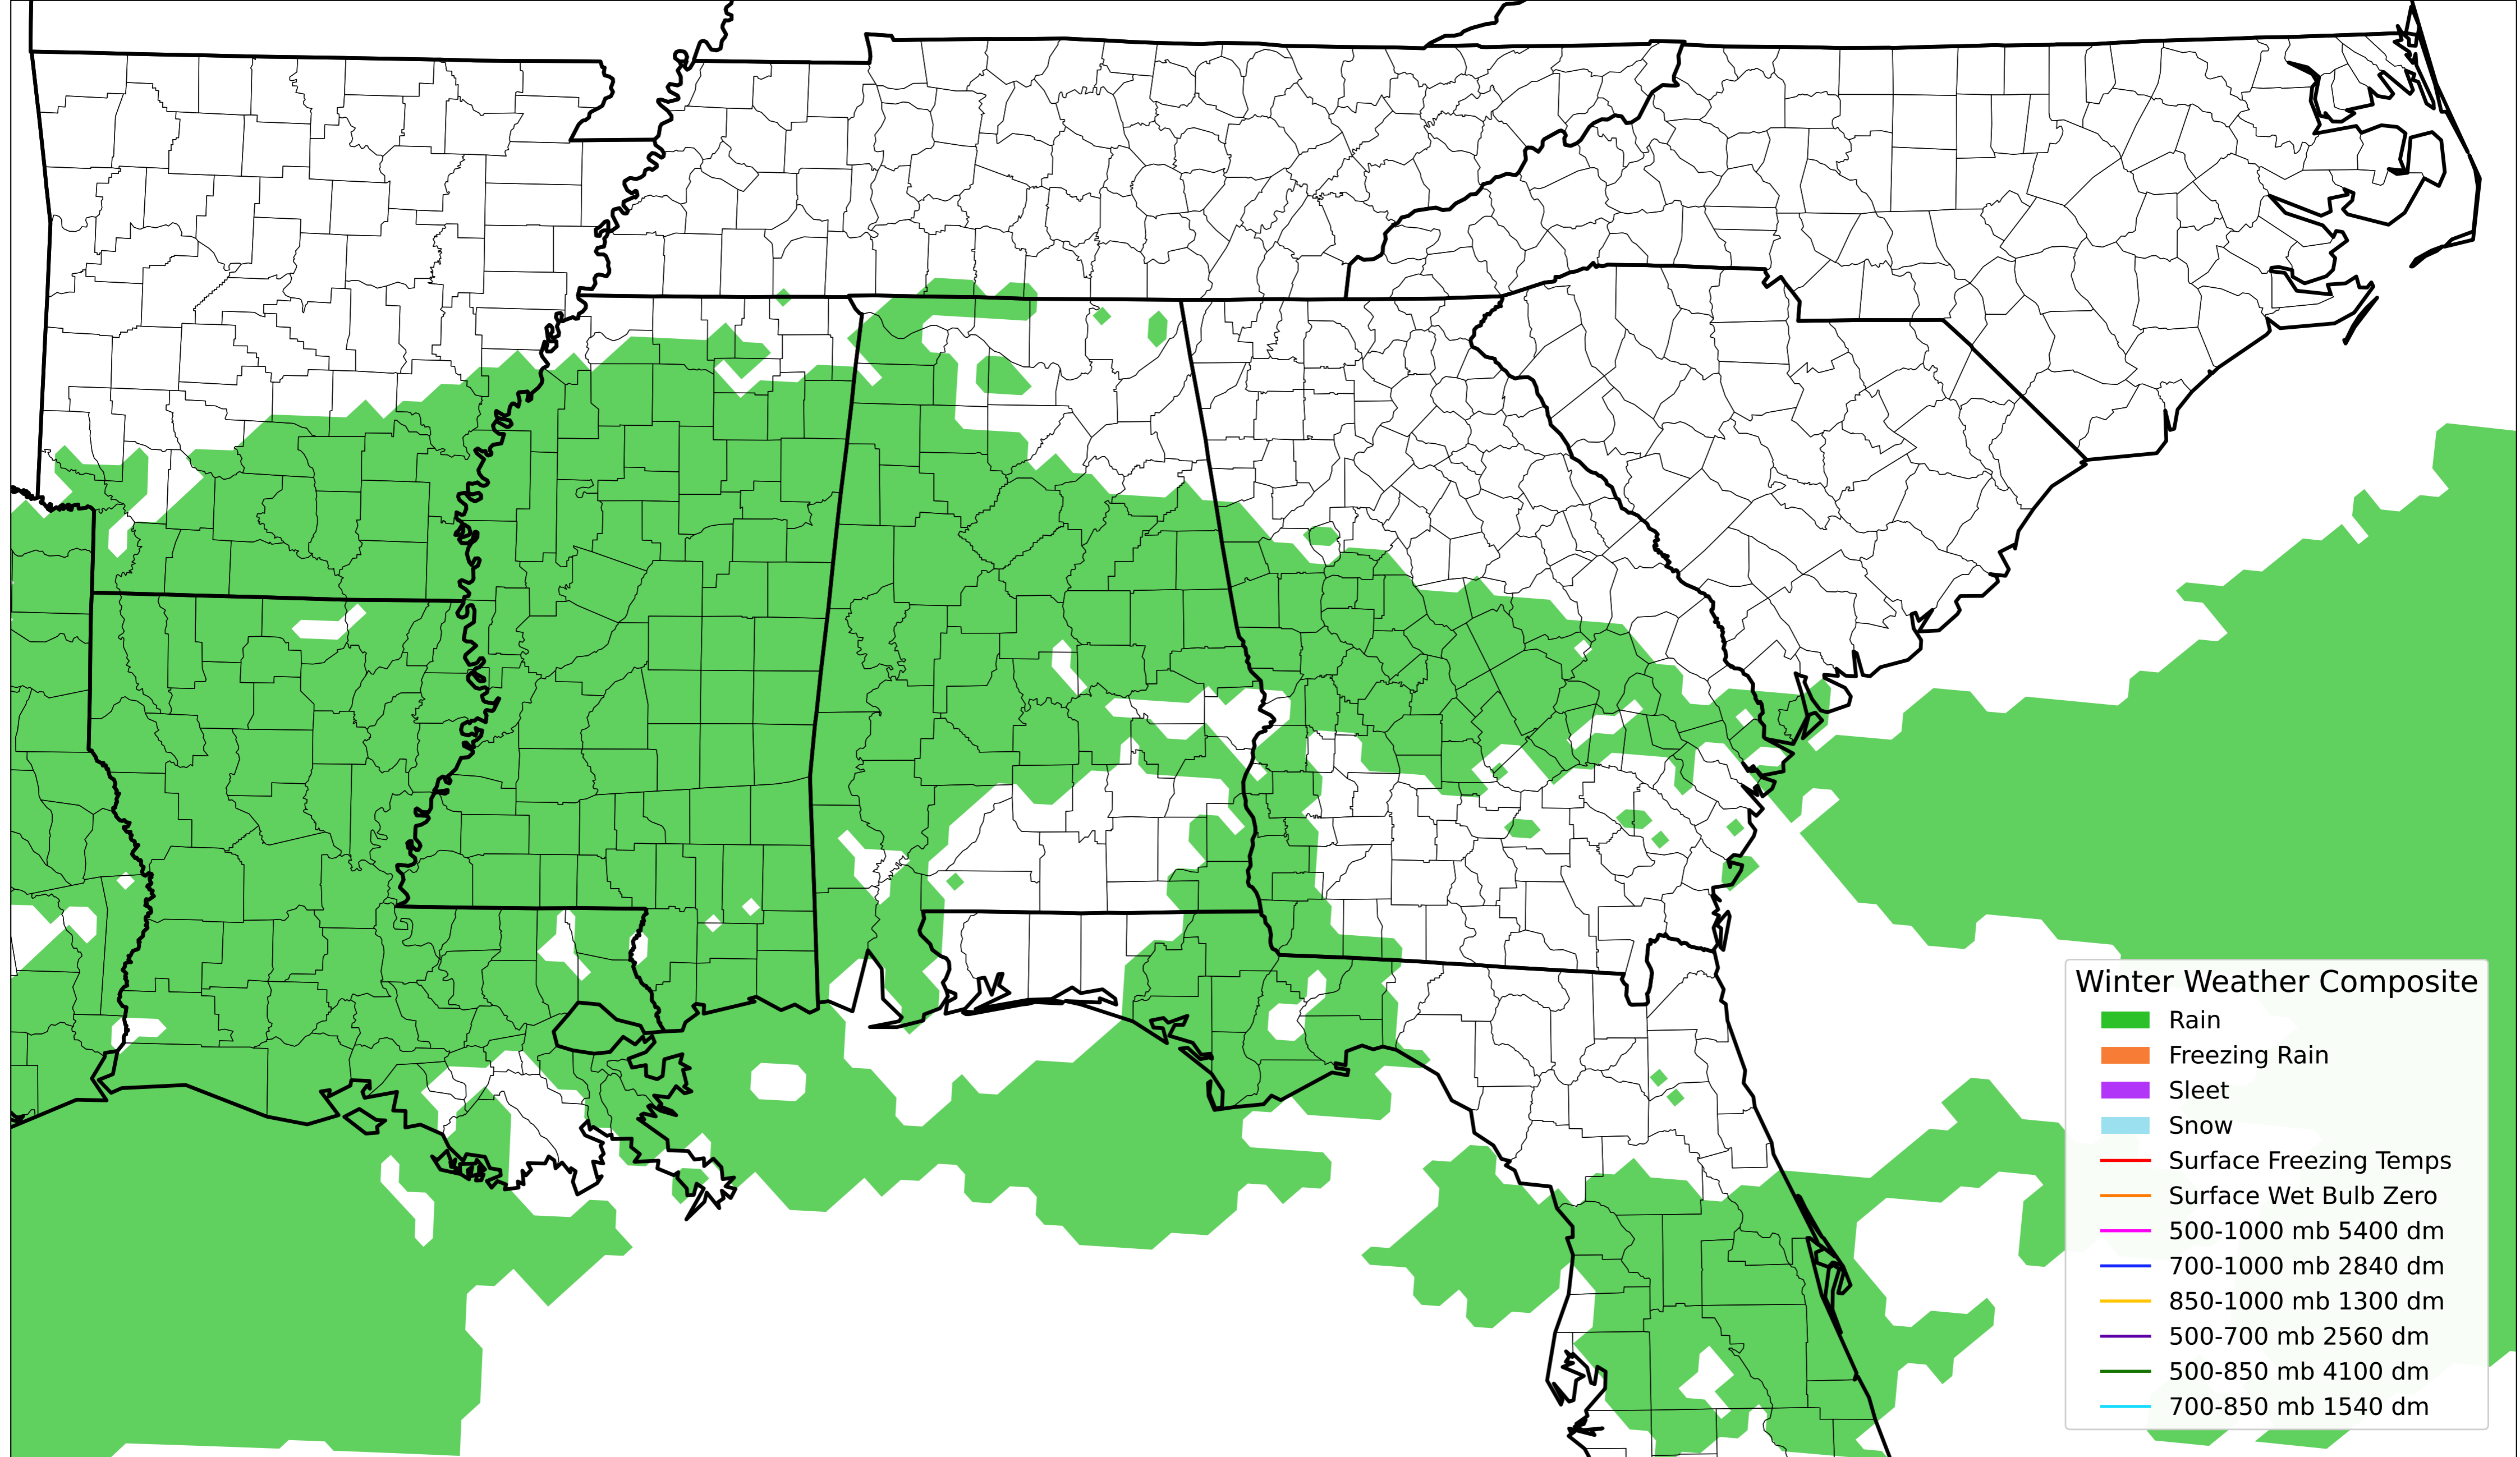 Winter Weather Composite
Rain
Freezing Rain
Sleet
Snow
Surface Freezing Temps
Surface Wet Bulb Zero
500-1000 mb 5400 dm
700-1000 mb 2840 dm
850-1000 mb 1300 dm
500-700 mb 2560 dm
500-850 mb 4100 dm
700-850 mb 1540 dm